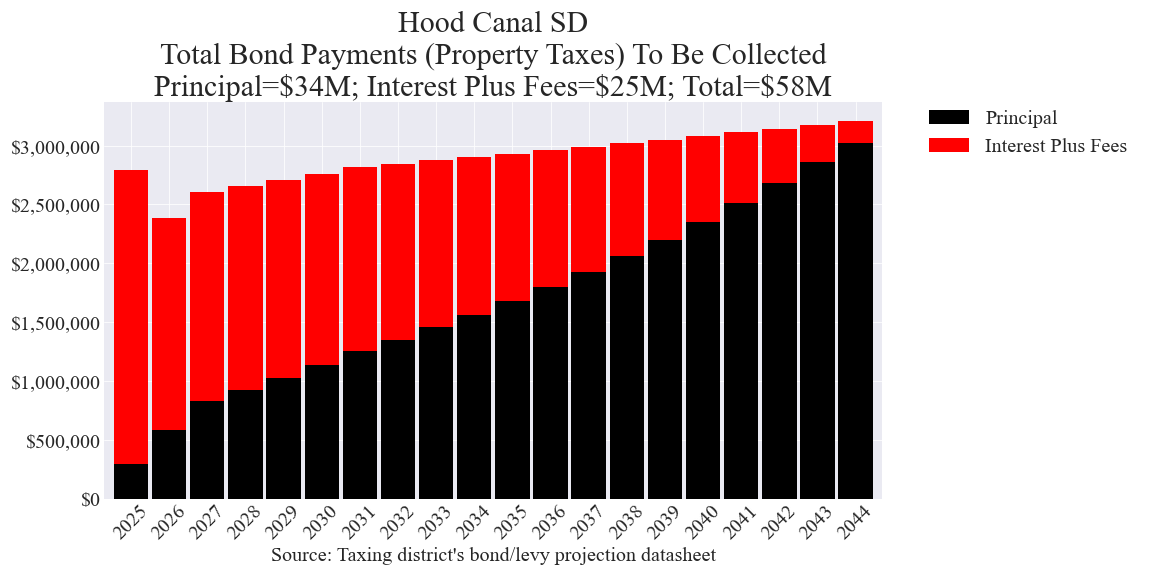 Hood Canal SD
Total Bond Payments (Property Taxes) To Be Collected
Principal=$34M; Interest Plus Fees=$25M; Total=$58M
Principal
Interest Plus Fees
$3,000,000
$2,500,000
$2,000,000
$1,500,000
$1,000,000
$500,000
$0
2025 2026 2027 2028 2029 2030 2031 2032 2033 2034 2035 2036 2037 2038 2039 2040 2041 2042 2043 2044
Source: Taxing district's bond/levy projection datasheet